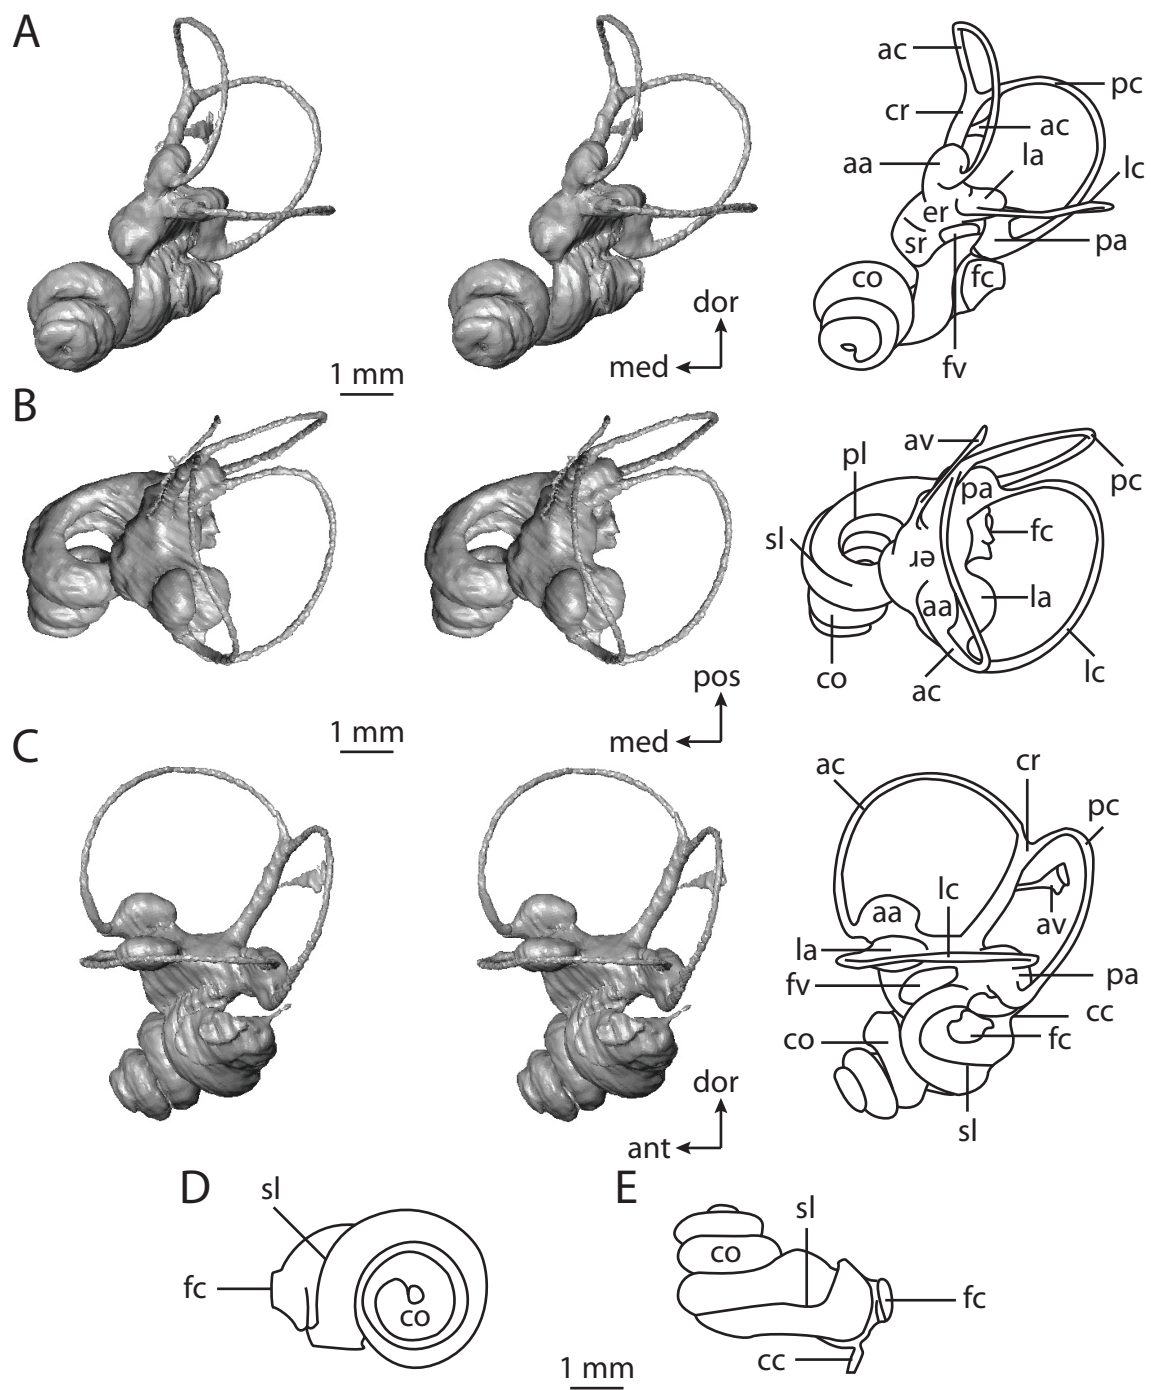 A
ac
pc
cr
ac
aa
la
lc
er
sr
pa
co
fc
dor
med
fv
1 mm
B
av
pl
pc
pa
sl
fc
er
aa
la
co
ac
lc
pos
med
1 mm
C
ac
cr
pc
lc
aa
av
la
fv
pa
cc
co
fc
dor
ant
sl
D
sl
fc
co
E
sl
co
fc
cc
1 mm